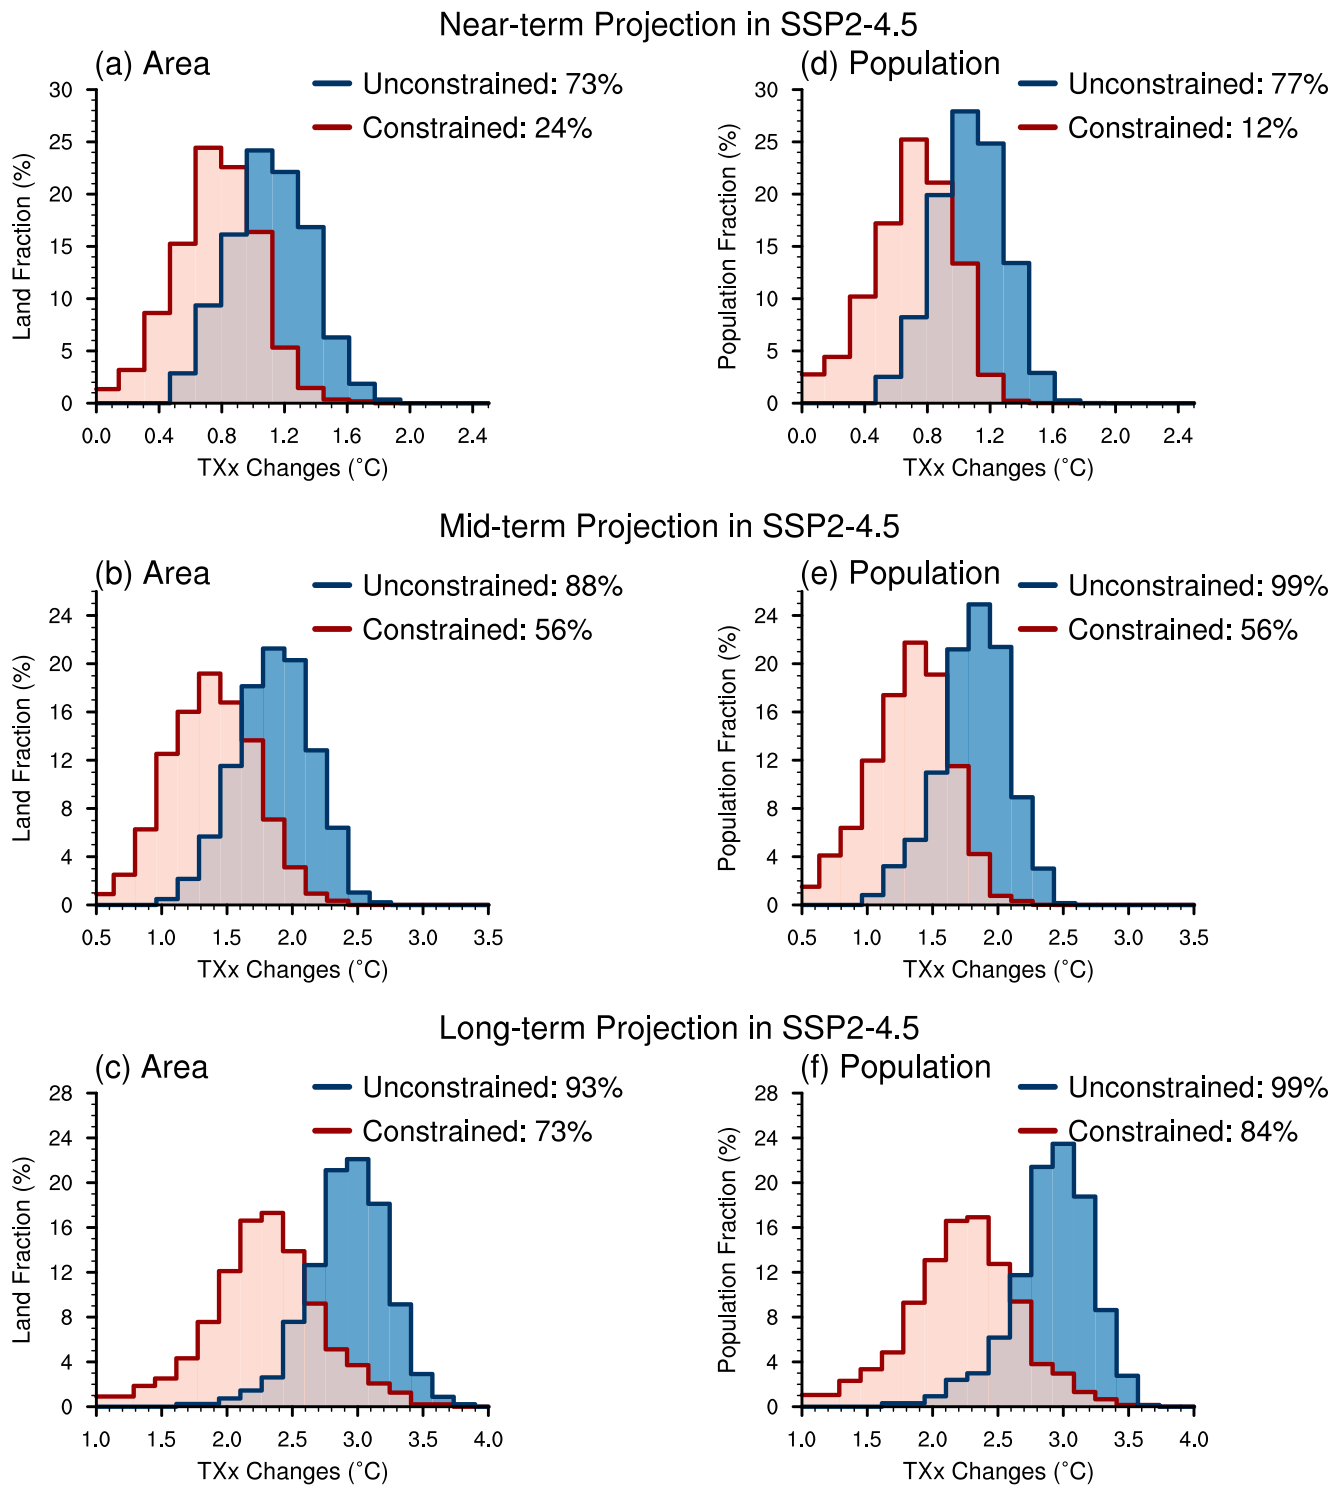 Near-term Projection in SSP2-4.5
(a) Area
Unconstrained: 73%
Constrained: 24%
Land Fraction (%)
30
25
20
15
10
5
0
0.0 0.4 0.8 1.2 1.6 2.0 2.4
TXx Changes (°C)
(d) Population
Unconstrained: 77%
Constrained: 12%
Population Fraction (%)
30
25
20
15
10
5
0
0.0 0.4 0.8 1.2 1.6 2.0 2.4
TXx Changes (°C)
Mid-term Projection in SSP2-4.5
(b) Area
Unconstrained: 88%
Constrained: 56%
Land Fraction (%)
24
20
16
12
8
4
0
0.5 1.0 1.5 2.0 2.5 3.0 3.5
TXx Changes (°C)
(e) Population
Unconstrained: 99%
Constrained: 56%
Population Fraction (%)
24
20
16
12
8
4
0
0.5 1.0 1.5 2.0 2.5 3.0 3.5
TXx Changes (°C)
Long-term Projection in SSP2-4.5
(c) Area
Unconstrained: 93%
Constrained: 73%
Land Fraction (%)
28
24
20
16
12
8
4
0
1.0 1.5 2.0 2.5 3.0 3.5 4.0
TXx Changes (°C)
(f) Population
Unconstrained: 99%
Constrained: 84%
Population Fraction (%)
28
24
20
16
12
8
4
0
1.0 1.5 2.0 2.5 3.0 3.5 4.0
TXx Changes (°C)